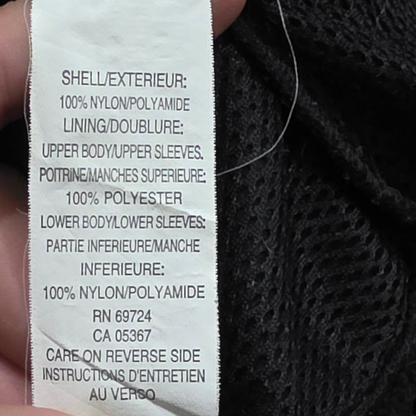 SHELL/EXTERIEUR:
100% NYLON/POLYAMIDE
LINING/DOUBLURE:
UPPER BODY/UPPER SLEEVES.
POITRINE/MANCHES SUPERIEURE:
100% POLYESTER
LOWER BODY/LOWER SLEEVES:
PARTIE INFERIEURE/MANCHE
INFERIEURE:
100% NYLON/POLYAMIDE
RN 69724
CA 05367
CARE ON REVERSE SIDE
INSTRUCTIONS D'ENTRETIEN
AU VERSO